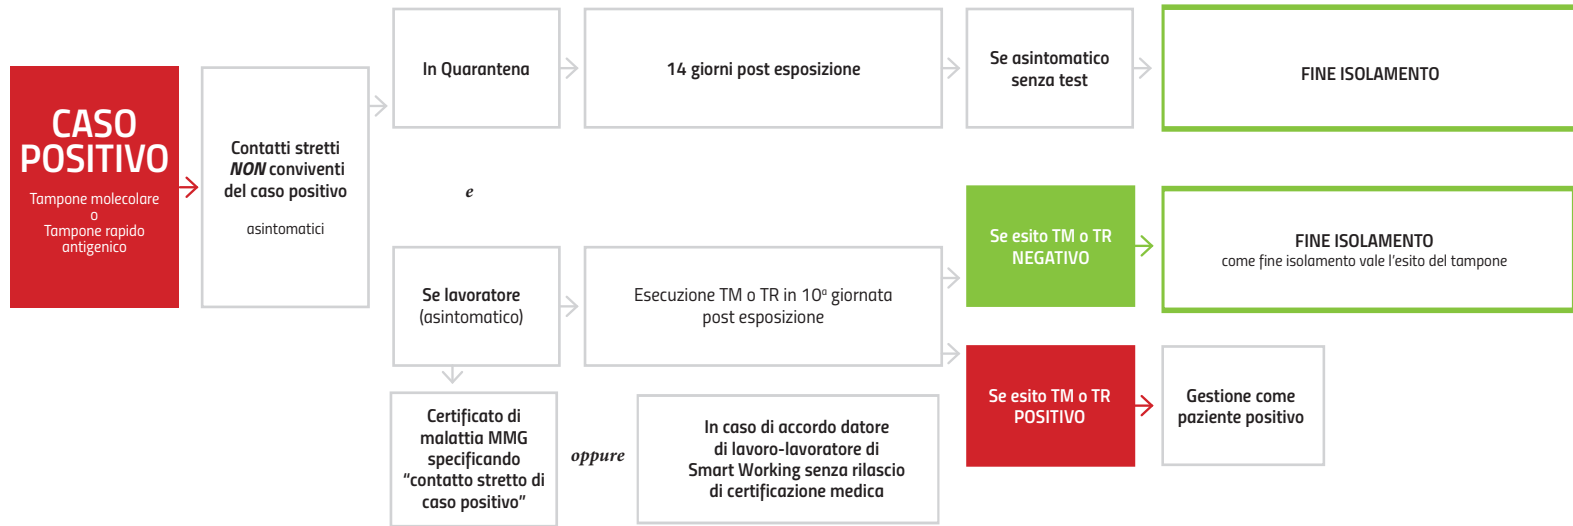 CASO
POSITIVO
Tampone molecolare
o
Tampone rapido
antigenico
Contatti stretti
NON conviventi
del caso positivo
asintomatici
In Quarantena
14 giorni post esposizione
Se asintomatico
senza test
FINE ISOLAMENTO
e
Se lavoratore
(asintomatico)
Esecuzione TM o TR in 10ª giornata
post esposizione
Se esito TM o TR
NEGATIVO
FINE ISOLAMENTO
come fine isolamento vale l'esito del tampone
Se esito TM o TR
POSITIVO
Gestione come
paziente positivo
Certificato di
malattia MMG
specificando
“contatto stretto di
caso positivo”
oppure
In caso di accordo datore
di lavoro-lavoratore di
Smart Working senza rilascio
di certificazione medica